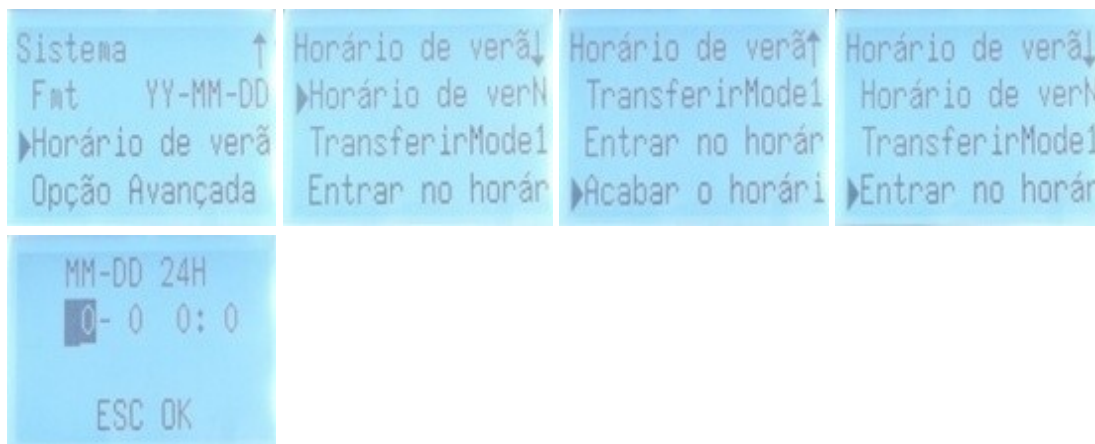 Sistema ↑
Fmt YY-MM-DD
Horário de verã
Opção Avançada
Horário de verã↓
Horário de verN
TransferirMode1
Entrar no horár
Horário de verã↑
TransferirMode1
Entrar no horár
Acabar o horári
Horário de verã↓
Horário de verN
TransferirMode1
Entrar no horár
MM-DD 24H
0- 0 0: 0
ESC OK